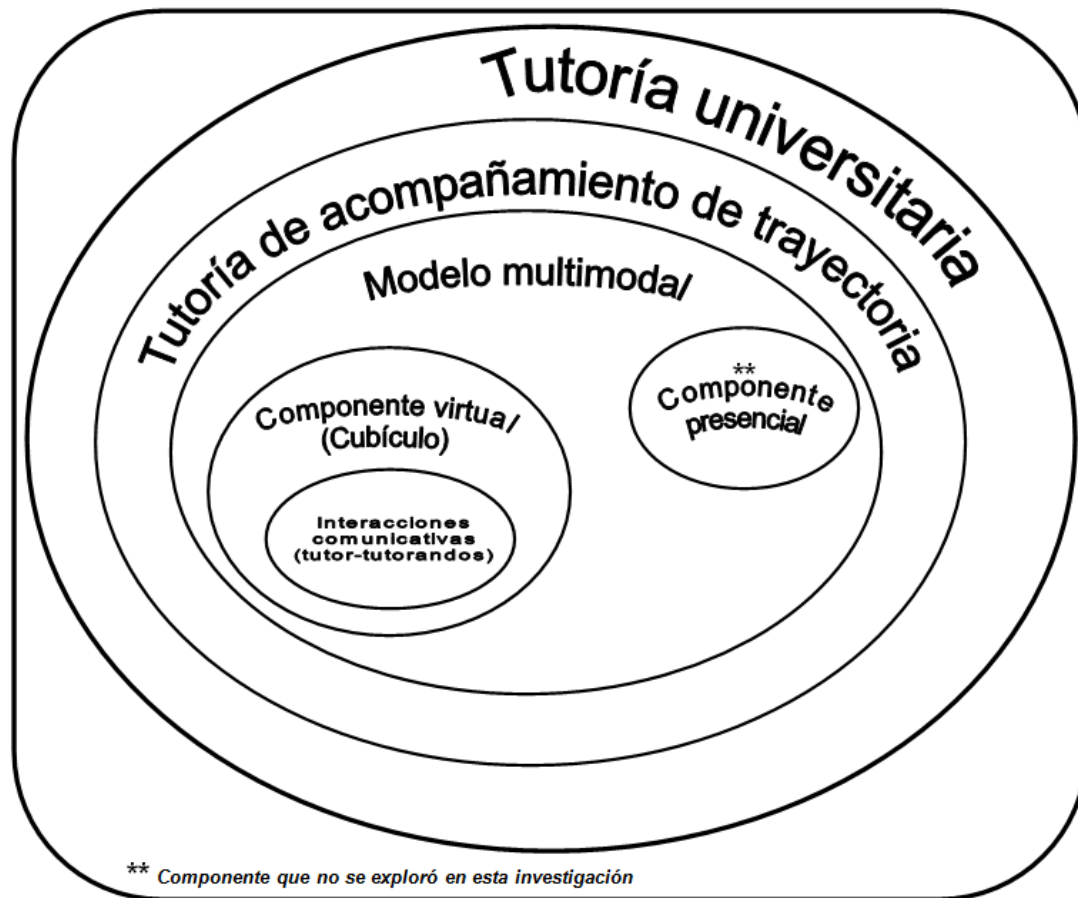 Tutoría universitaria
Tutoría de acompañamiento de trayectoria
Modelo multimodal
**
Componente
presencial
Componente virtual
(Cubículo)
Interacciones
comunicativas
(tutor-tutorandos)
** Componente que no se exploró en esta investigación